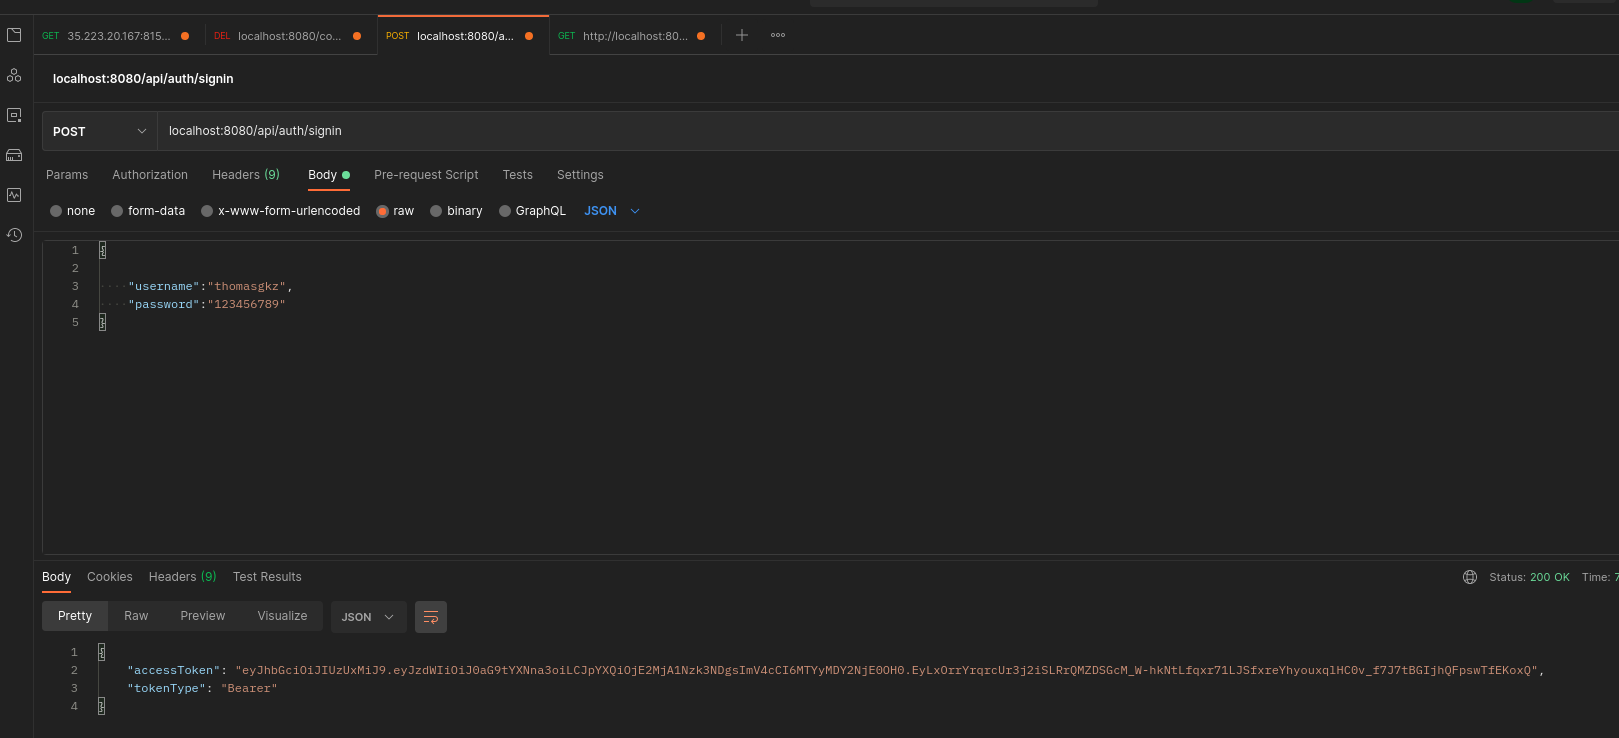 GET 35.223.20.167:815... DEL localhost:8080/co... POST localhost:8080/a... GET http://localhost:80...
localhost:8080/api/auth/signin
POST localhost:8080/api/auth/signin
Params Authorization Headers (9) Body Pre-request Script Tests Settings
none form-data x-www-form-urlencoded raw binary GraphQL JSON
1 {
2
3 "username":"thomasgkz",
4 "password":"123456789"
5 }
Body Cookies Headers (9) Test Results Status: 200 OK Time: 7
Pretty Raw Preview Visualize JSON
1 {
2 "accessToken": "eyJhbGciOiJIUzUxMiJ9.eyJzdWIiOiJ0aG9tYXNna3oiLCJpYXQiOjE2MjA1Nzk3NDgsImV4cCI6MTYyMDY2NjE0OH0.EyLxOrrYrqrcUr3j2iSLRrQMZDSGcM_W-hkNtLfqxr71LJSfxreYhyouxqlHC0v_f7J7tBGIjhQFpswTfEKoxQ",
3 "tokenType": "Bearer"
4 }